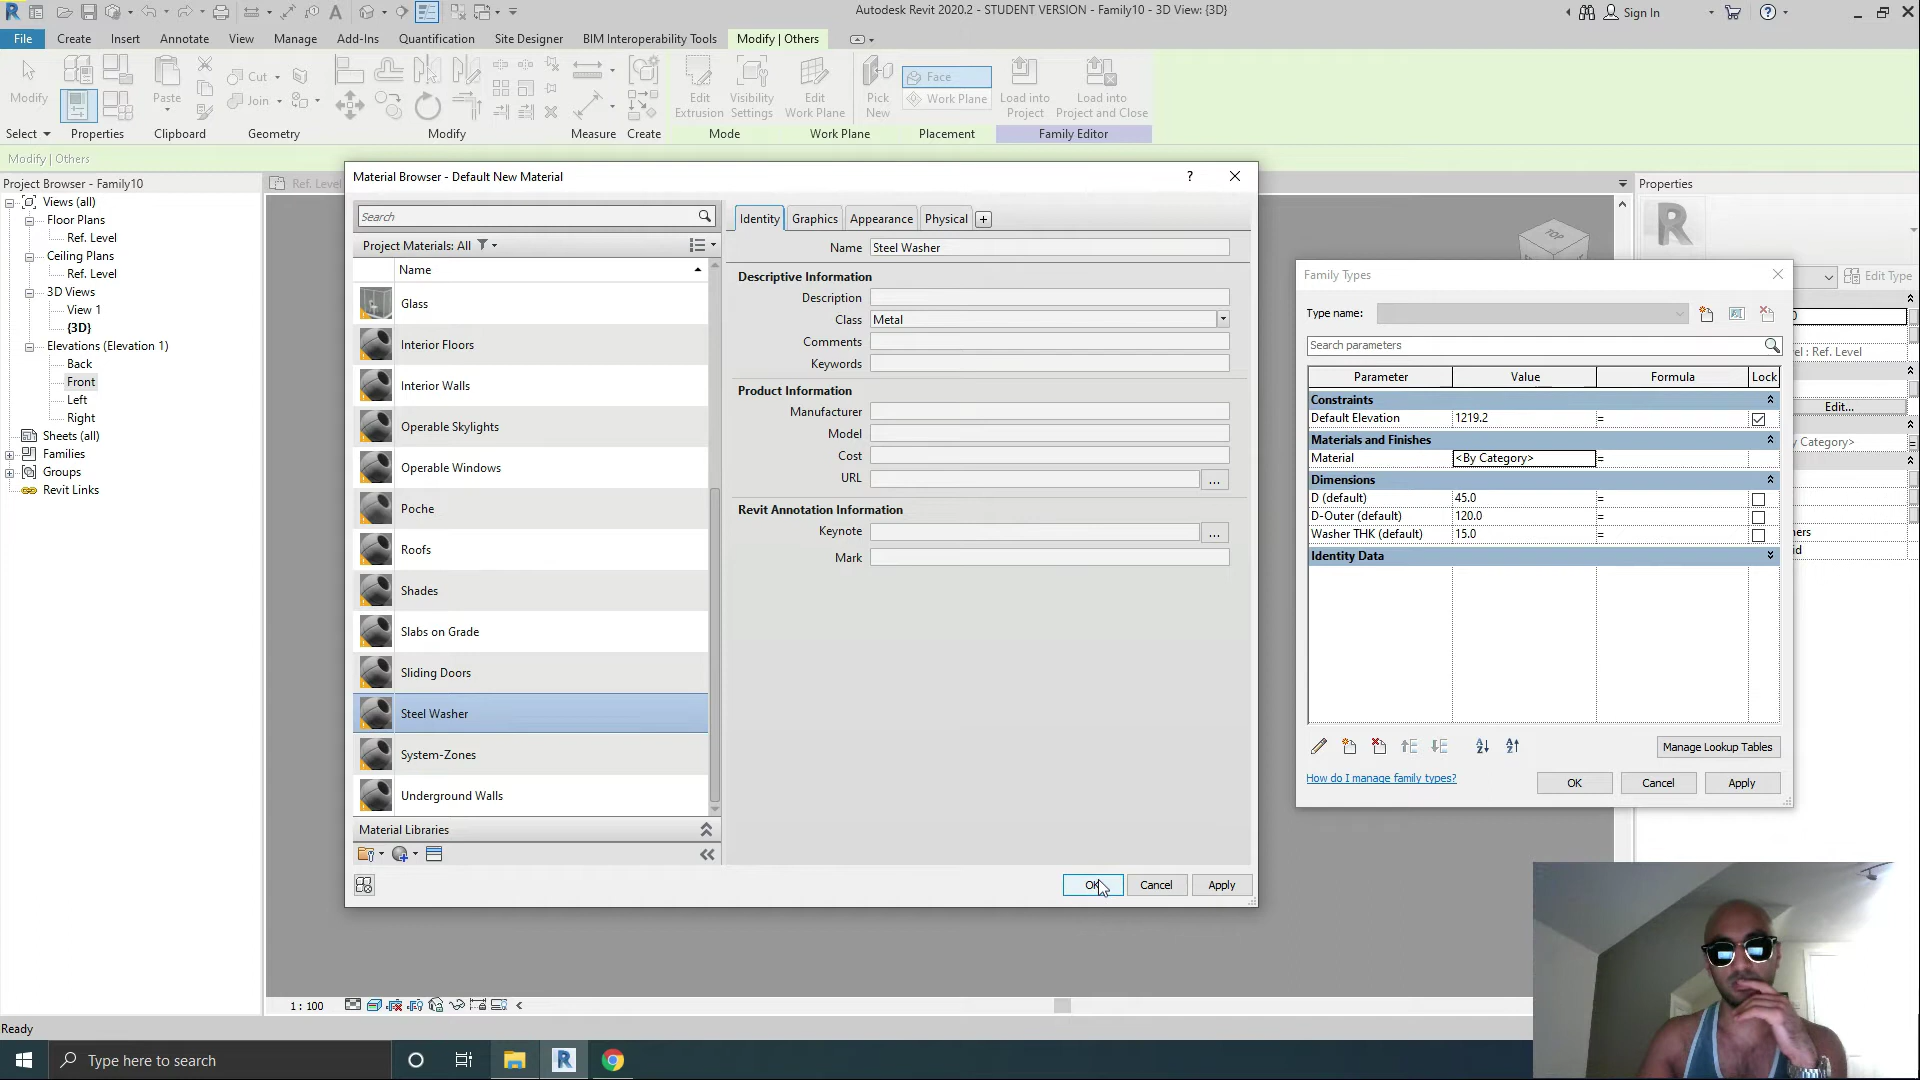 Autodesk Revit 2020.2 - STUDENT VERSION - Family10 - 3D View: {3D}
Sign In
File
Create
Insert
Annotate
View
Manage
Add-Ins
Quantification
Site Designer
BIM Interoperability Tools
Modify | Others
Modify
Paste
Cut
Join
Edit Extrusion
Visibility Settings
Edit Work Plane
Pick New
Face
Work Plane
Load into Project
Load into Project and Close
Select
Properties
Clipboard
Geometry
Modify
Measure
Create
Mode
Work Plane
Placement
Family Editor
Modify | Others
Project Browser - Family10
Views (all)
Floor Plans
Ref. Level
Ceiling Plans
Ref. Level
3D Views
View 1
{3D}
Elevations (Elevation 1)
Back
Front
Left
Right
Sheets (all)
Families
Groups
Revit Links
Ref. Level
Material Browser - Default New Material
?
Search
Project Materials: All
Name
Glass
Interior Floors
Interior Walls
Operable Skylights
Operable Windows
Poche
Roofs
Shades
Slabs on Grade
Sliding Doors
Steel Washer
System-Zones
Underground Walls
Material Libraries
Identity
Graphics
Appearance
Physical
Name Steel Washer
Descriptive Information
Description
Class Metal
Comments
Keywords
Product Information
Manufacturer
Model
Cost
URL ...
Revit Annotation Information
Keynote ...
Mark
OK
Cancel
Apply
TOP
Properties
Edit Type
el : Ref. Level
Edit...
y Category>
ners
id
Family Types
Type name:
Search parameters
Parameter Value Formula Lock
Constraints
Default Elevation 1219.2 =
Materials and Finishes
Material <By Category> =
Dimensions
D (default) 45.0 =
D-Outer (default) 120.0 =
Washer THK (default) 15.0 =
Identity Data
Manage Lookup Tables
How do I manage family types?
OK
Cancel
Apply
1 : 100
Ready
Type here to search